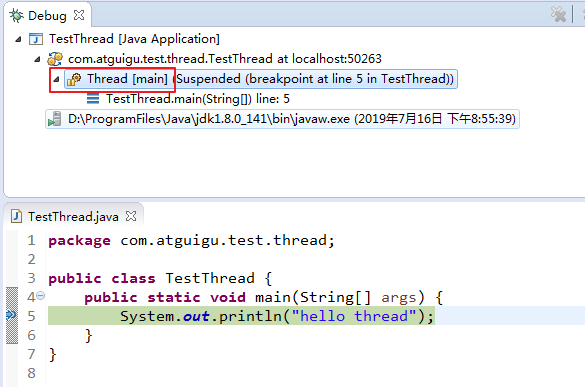 Debug
TestThread [Java Application]
com.atguigu.test.thread.TestThread at localhost:50263
Thread [main] (Suspended (breakpoint at line 5 in TestThread))
TestThread.main(String[]) line: 5
D:\ProgramFiles\Java\jdk1.8.0_141\bin\javaw.exe (2019年7月16日 下午8:55:39)
TestThread.java
1 package com.atguigu.test.thread;
2
3 public class TestThread {
4 public static void main(String[] args) {
5 System.out.println("hello thread");
6 }
7 }
8